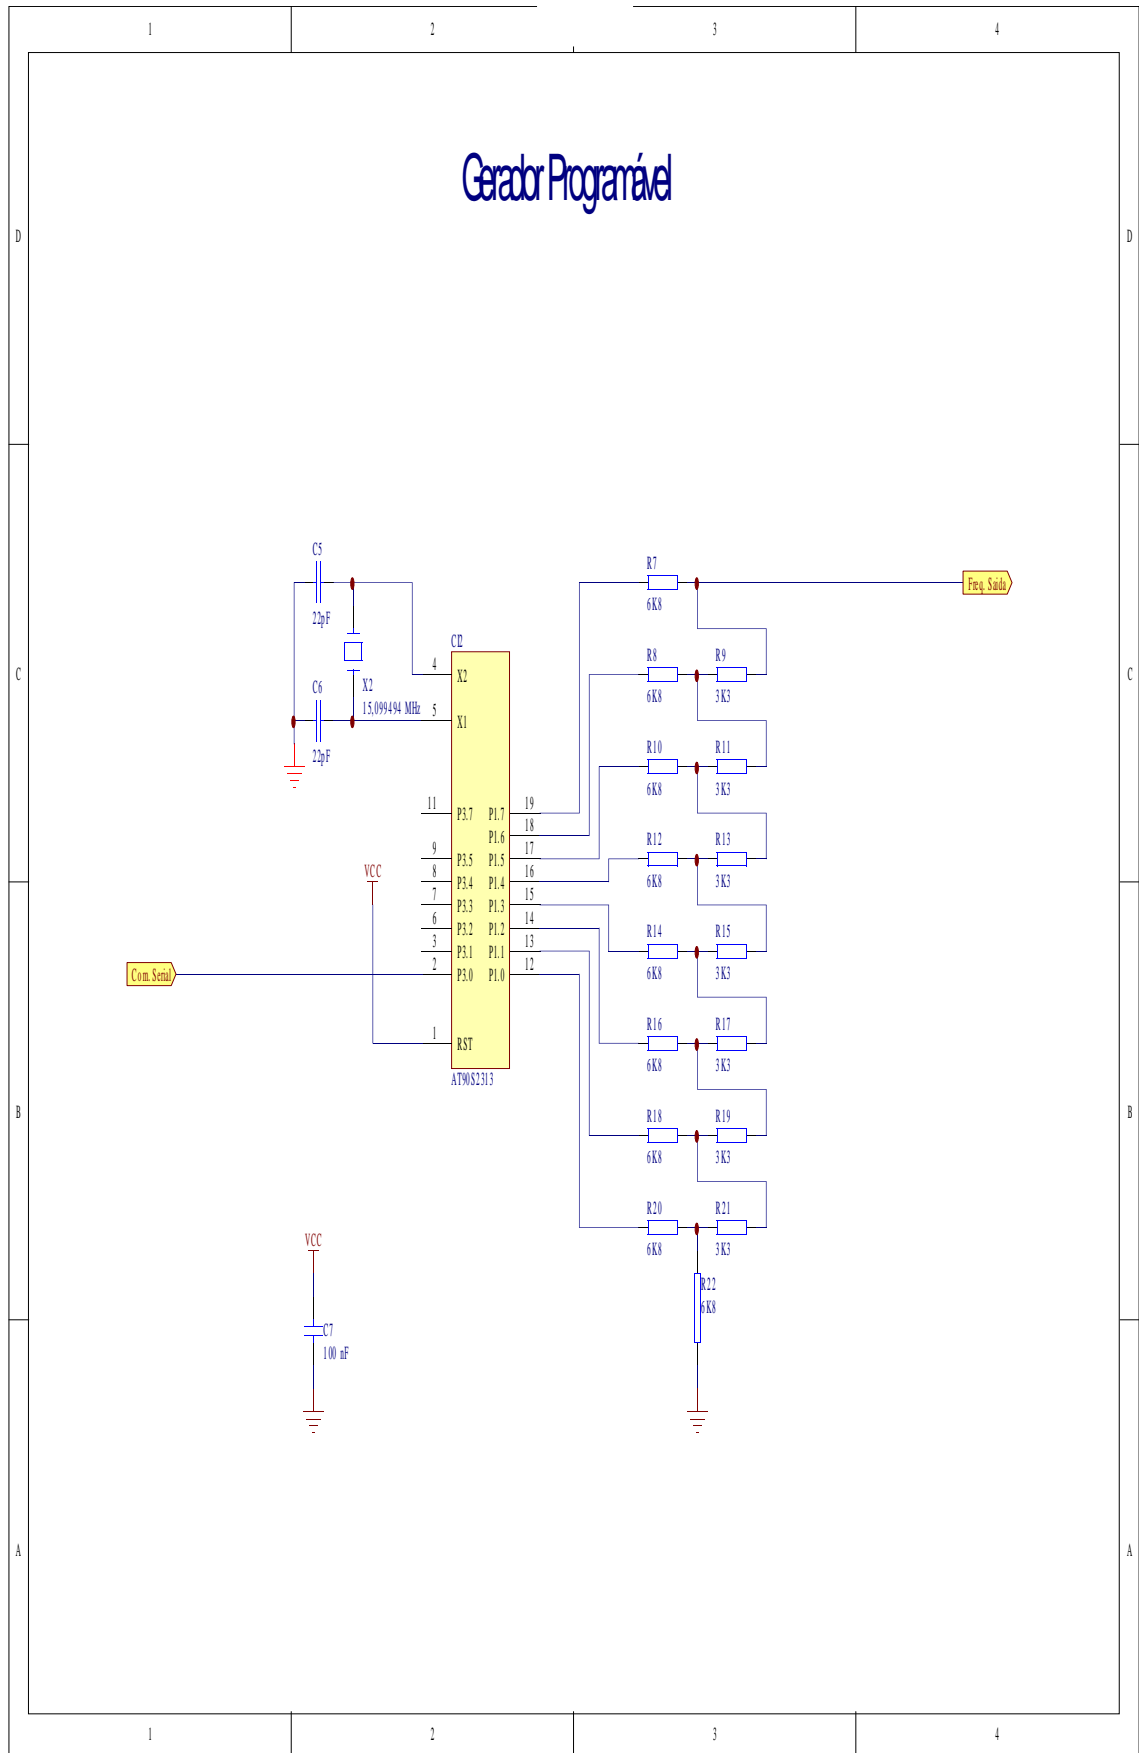 1 2 3 4
Gerador Programável
D D
C5
22pF
C6
22pF
X2
15,099494 MHz
CI2
4 X2
5 X1
11 P3.7
9 P3.5
8 P3.4
7 P3.3
6 P3.2
3 P3.1
2 P3.0
1 RST
P1.7 19
P1.6 18
P1.5 17
P1.4 16
P1.3 15
P1.2 14
P1.1 13
P1.0 12
AT90S2313
VCC
Com. Serial
R7
6K8
Freq. Saida
R8 R9
6K8 3K3
C C
R10 R11
6K8 3K3
R12 R13
6K8 3K3
R14 R15
6K8 3K3
R16 R17
6K8 3K3
R18 R19
6K8 3K3
B B
R20 R21
6K8 3K3
R22
6K8
VCC
C7
100 nF
A A
1 2 3 4